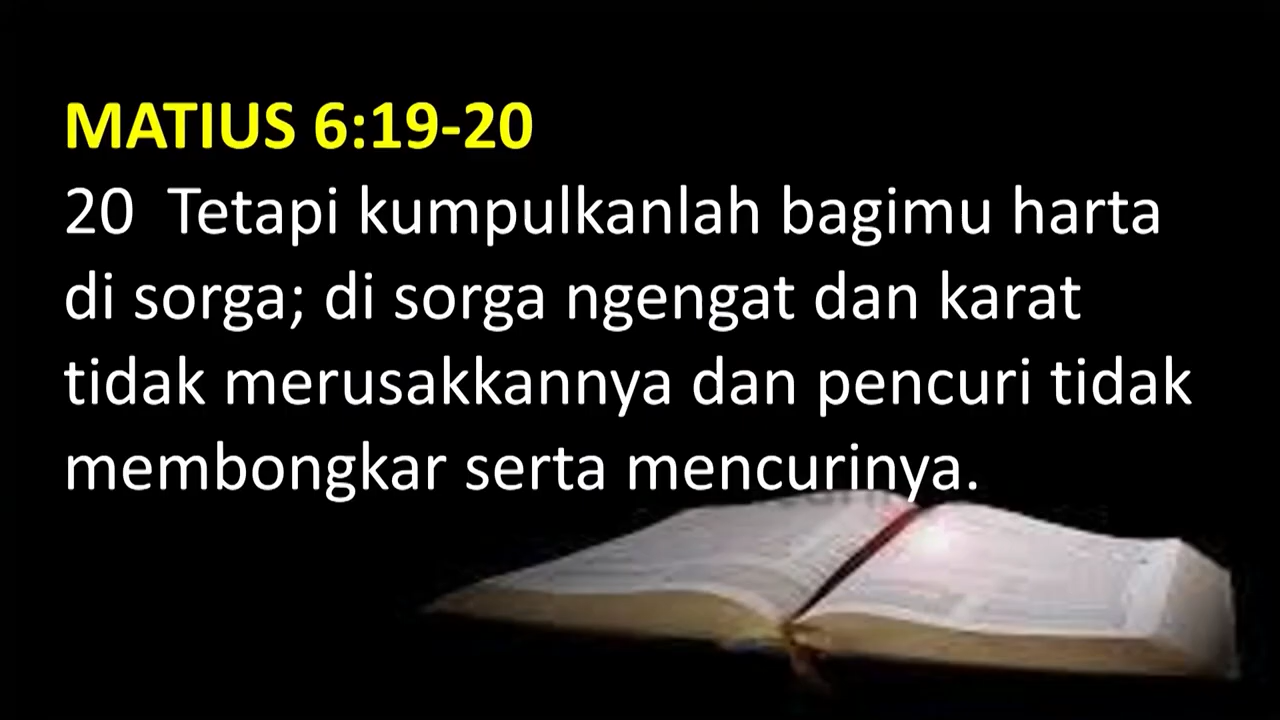 MATIUS 6:19-20
20 Tetapi kumpulkanlah bagimu harta
di sorga; di sorga ngengat dan karat
tidak merusakkannya dan pencuri tidak
membongkar serta mencurinya.